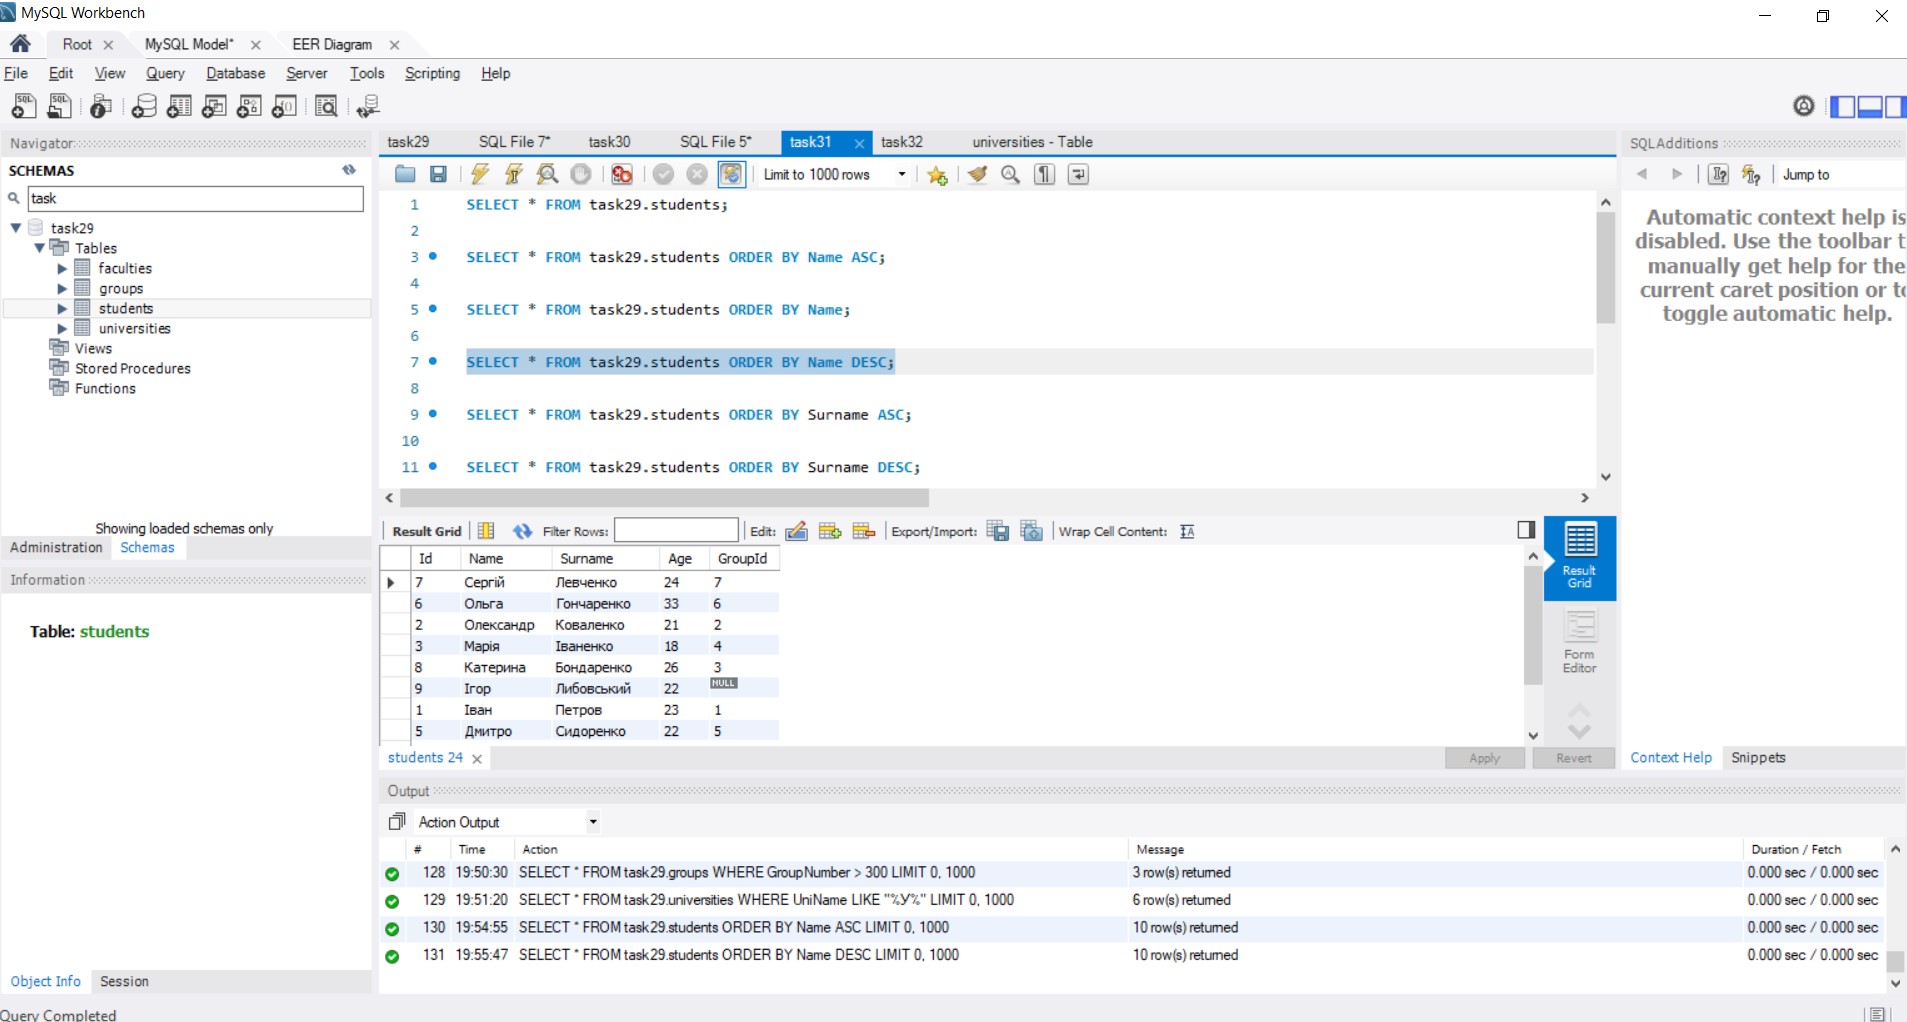 MySQL Workbench
Root
MySQL Model*
EER Diagram
File Edit View Query Database Server Tools Scripting Help
Navigator
SCHEMAS
task
task29
Tables
faculties
groups
students
universities
Views
Stored Procedures
Functions
Showing loaded schemas only
Administration Schemas
Information
Table: students
Object Info Session
Query Completed
task29 SQL File 7* task30 SQL File 5* task31 task32 universities - Table
Limit to 1000 rows
1 SELECT * FROM task29.students;
2
3 SELECT * FROM task29.students ORDER BY Name ASC;
4
5 SELECT * FROM task29.students ORDER BY Name;
6
7 SELECT * FROM task29.students ORDER BY Name DESC;
8
9 SELECT * FROM task29.students ORDER BY Surname ASC;
10
11 SELECT * FROM task29.students ORDER BY Surname DESC;
Result Grid Filter Rows: Edit: Export/Import: Wrap Cell Content:
Id Name Surname Age GroupId
7 Сергій Левченко 24 7
6 Ольга Гончаренко 33 6
2 Олександр Коваленко 21 2
3 Марія Іваненко 18 4
8 Катерина Бондаренко 26 3
9 Ігор Либовський 22 NULL
1 Іван Петров 23 1
5 Дмитро Сидоренко 22 5
Result
Grid
Form
Editor
students 24
Apply Revert
SQLAdditions
Jump to
Automatic context help is
disabled. Use the toolbar t
manually get help for the
current caret position or to
toggle automatic help.
Context Help Snippets
Output
Action Output
# Time Action Message Duration / Fetch
128 19:50:30 SELECT * FROM task29.groups WHERE GroupNumber > 300 LIMIT 0, 1000 3 row(s) returned 0.000 sec / 0.000 sec
129 19:51:20 SELECT * FROM task29.universities WHERE UniName LIKE "%У%" LIMIT 0, 1000 6 row(s) returned 0.000 sec / 0.000 sec
130 19:54:55 SELECT * FROM task29.students ORDER BY Name ASC LIMIT 0, 1000 10 row(s) returned 0.000 sec / 0.000 sec
131 19:55:47 SELECT * FROM task29.students ORDER BY Name DESC LIMIT 0, 1000 10 row(s) returned 0.000 sec / 0.000 sec